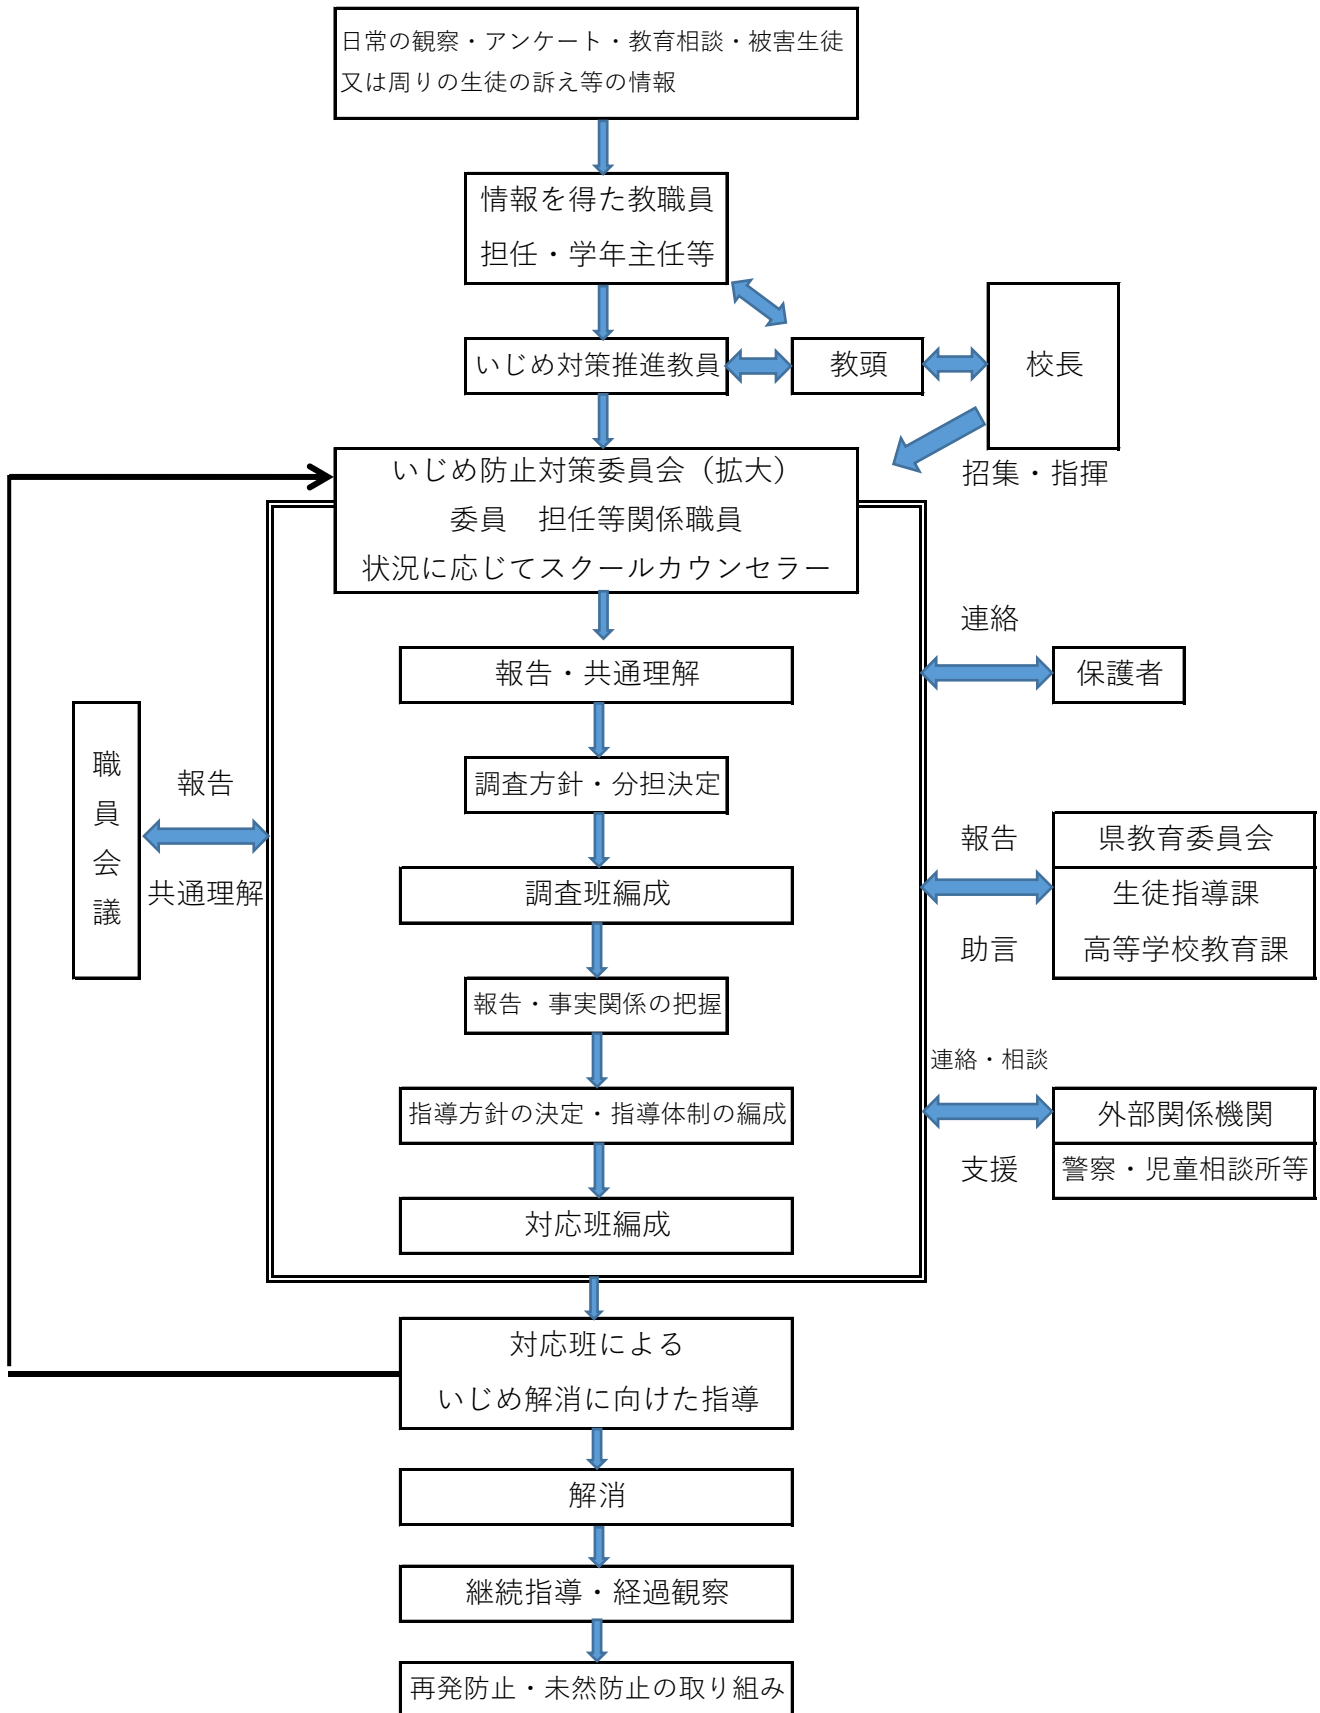 日常の観察・アンケート・教育相談・被害生徒
又は周りの生徒の訴え等の情報
情報を得た教職員
担任・学年主任等
いじめ対策推進教員
教頭
校長
招集・指揮
いじめ防止対策委員会（拡大）
委員　担任等関係職員
状況に応じてスクールカウンセラー
連絡
報告・共通理解
保護者
職員会議
報告
共通理解
調査方針・分担決定
調査班編成
報告
助言
県教育委員会
生徒指導課
高等学校教育課
報告・事実関係の把握
連絡・相談
支援
外部関係機関
警察・児童相談所等
指導方針の決定・指導体制の編成
対応班編成
対応班による
いじめ解消に向けた指導
解消
継続指導・経過観察
再発防止・未然防止の取り組み